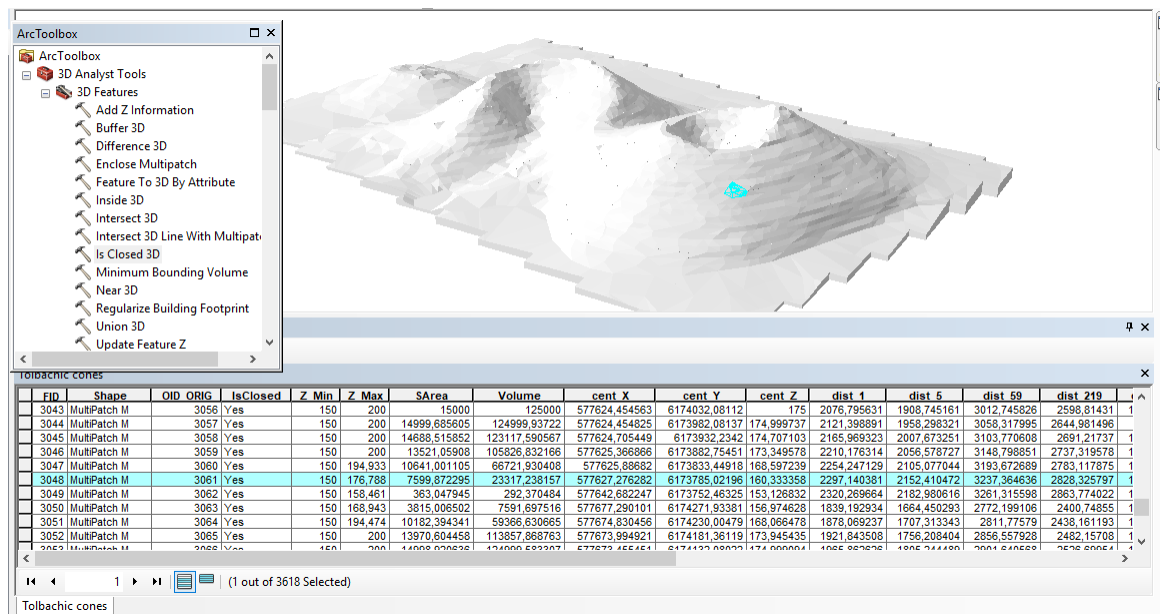 ArcToolbox
ArcToolbox
3D Analyst Tools
3D Features
Add Z Information
Buffer 3D
Difference 3D
Enclose Multipatch
Feature To 3D By Attribute
Inside 3D
Intersect 3D
Intersect 3D Line With Multipat
Is Closed 3D
Minimum Bounding Volume
Near 3D
Regularize Building Footprint
Union 3D
Update Feature Z
Tolbachic cones
FID Shape OID_ORIG IsClosed Z_Min Z_Max SArea Volume cent_X cent_Y cent_Z dist_1 dist_5 dist_59 dist_219
3043 MultiPatch M 3056 Yes 150 200 15000 125000 577624,454563 6174032,08112 175 2076,795631 1908,745161 3012,745826 2598,81431 1
3044 MultiPatch M 3057 Yes 150 200 14999,685605 124999,93722 577624,454825 6173982,08137 174,999737 2121,398891 1958,298321 3058,317995 2644,981496
3045 MultiPatch M 3058 Yes 150 200 14688,515852 123117,590567 577624,705449 6173932,2342 174,707103 2165,969323 2007,673251 3103,770608 2691,21737 1
3046 MultiPatch M 3059 Yes 150 200 13521,05908 105826,832166 577625,366866 6173882,75451 173,349578 2210,176314 2056,578727 3148,798851 2737,319578 1
3047 MultiPatch M 3060 Yes 150 194,933 10641,001105 66721,930408 577625,88682 6173833,44918 168,597239 2254,247129 2105,077044 3193,672689 2783,117875 1
3048 MultiPatch M 3061 Yes 150 176,788 7599,872295 23317,238157 577627,276282 6173785,02196 160,333358 2297,140381 2152,410472 3237,364636 2828,325797 1
3049 MultiPatch M 3062 Yes 150 158,461 363,047945 292,370484 577642,682247 6173752,46325 153,126832 2320,269664 2182,980616 3261,315598 2863,774022 1
3050 MultiPatch M 3063 Yes 150 168,943 3815,006502 7591,697516 577677,290101 6174271,93381 156,974628 1839,192934 1664,450293 2772,199106 2400,74855 1
3051 MultiPatch M 3064 Yes 150 194,474 10182,394341 59366,630665 577674,830456 6174230,00479 168,066478 1878,069237 1707,313343 2811,77579 2438,161193 1
3052 MultiPatch M 3065 Yes 150 200 13970,604458 113857,868763 577673,994921 6174181,36159 173,945435 1921,843508 1756,208404 2856,557928 2482,15708 1
1
(1 out of 3618 Selected)
Tolbachic cones